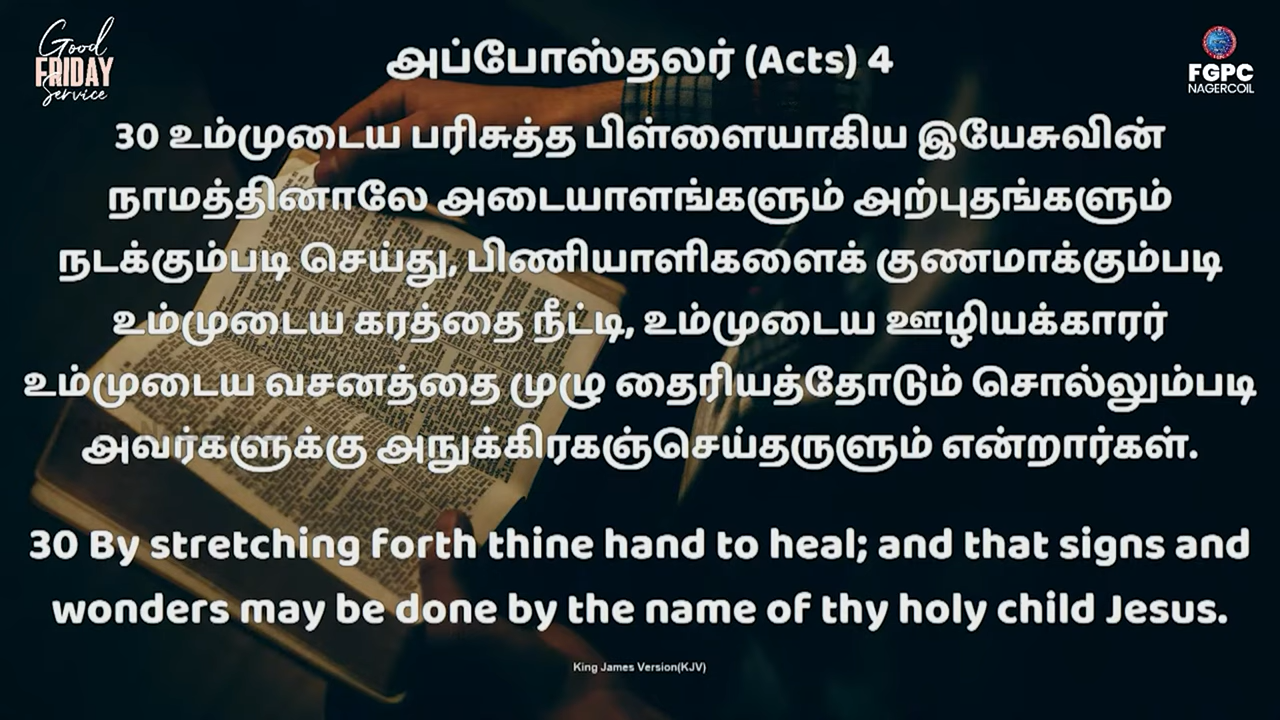 Good
FRIDAY
Service
FGPC
NAGERCOIL
அப்போஸ்தலர் (Acts) 4
30 உம்முடைய பரிசுத்த பிள்ளையாகிய இயேசுவின்
நாமத்தினாலே அடையாளங்களும் அற்புதங்களும்
நடக்கும்படி செய்து, பிணியாளிகளைக் குணமாக்கும்படி
உம்முடைய கரத்தை நீட்டி, உம்முடைய ஊழியக்காரர்
உம்முடைய வசனத்தை முழு தைரியத்தோடும் சொல்லும்படி
அவர்களுக்கு அநுக்கிரகஞ்செய்தருளும் என்றார்கள்.
30 By stretching forth thine hand to heal; and that signs and
wonders may be done by the name of thy holy child Jesus.
King James Version(KJV)